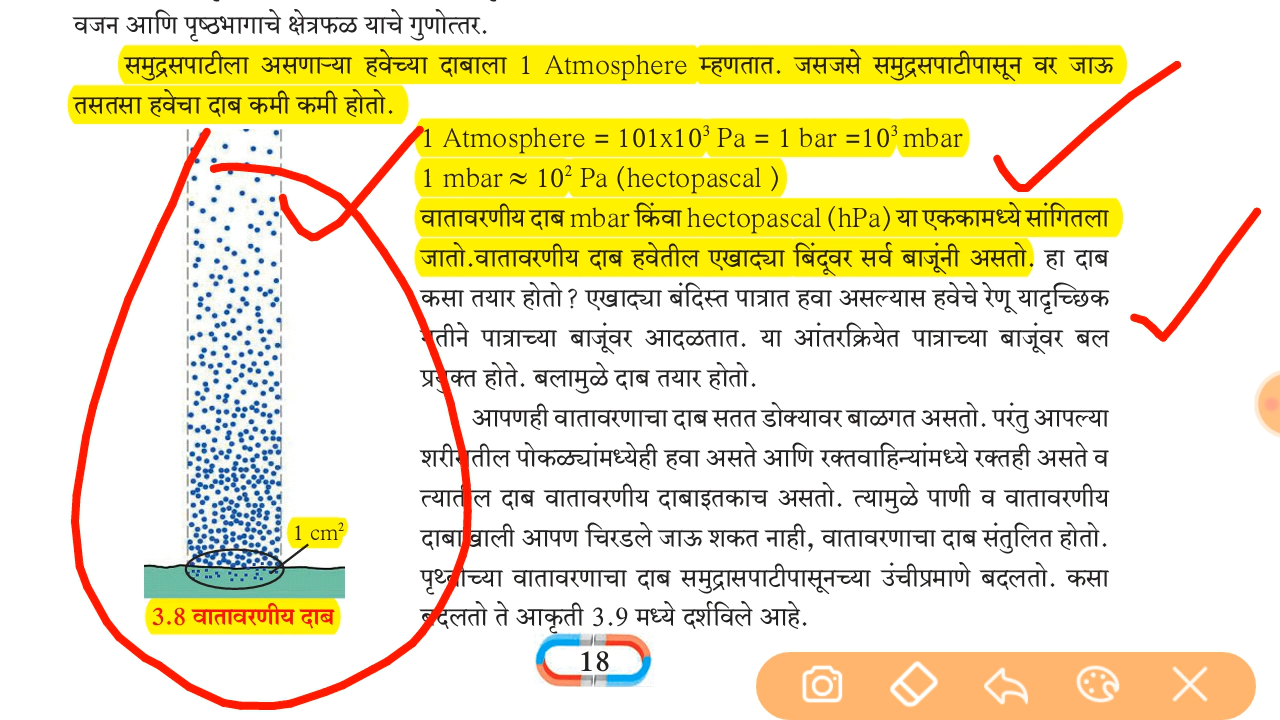 वजन आणि पृष्ठभागाचे क्षेत्रफळ याचे गुणोत्तर.
समुद्रसपाटीला असणाऱ्या हवेच्या दाबाला 1 Atmosphere म्हणतात. जसजसे समुद्रसपाटीपासून वर जाऊ
तसतसा हवेचा दाब कमी कमी होतो.
1 Atmosphere = 101x10³ Pa = 1 bar =10³ mbar
1 mbar ≈ 10² Pa (hectopascal )
वातावरणीय दाब mbar किंवा hectopascal (hPa) या एककामध्ये सांगितला
जातो.वातावरणीय दाब हवेतील एखाद्या बिंदूवर सर्व बाजूंनी असतो. हा दाब
कसा तयार होतो? एखाद्या बंदिस्त पात्रात हवा असल्यास हवेचे रेणू यादृच्छिक
गतीने पात्राच्या बाजूंवर आदळतात. या आंतरक्रियेत पात्राच्या बाजूंवर बल
प्रयुक्त होते. बलामुळे दाब तयार होतो.
आपणही वातावरणाचा दाब सतत डोक्यावर बाळगत असतो. परंतु आपल्या
शरीरातील पोकळ्यांमध्येही हवा असते आणि रक्तवाहिन्यांमध्ये रक्तही असते व
त्यातील दाब वातावरणीय दाबाइतकाच असतो. त्यामुळे पाणी व वातावरणीय
दाबाखाली आपण चिरडले जाऊ शकत नाही, वातावरणाचा दाब संतुलित होतो.
पृथ्वीच्या वातावरणाचा दाब समुद्रासपाटीपासूनच्या उंचीप्रमाणे बदलतो. कसा
बदलतो ते आकृती 3.9 मध्ये दर्शविले आहे.
1 cm²
3.8 वातावरणीय दाब
18